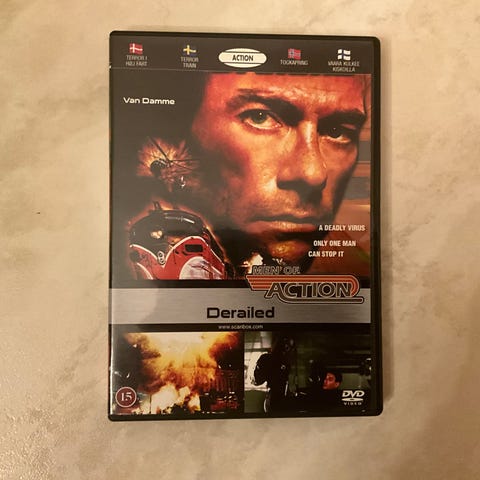 TERROR I
HØJ FART
TERROR
TRAIN
ACTION
TOGKAPRING
VAARA KULKEE
KISKOILLA
Van Damme
A DEADLY VIRUS
ONLY ONE MAN
CAN STOP IT
MEN OF
ACTION
Derailed
www.scanbox.com
15
DVD
VIDEO